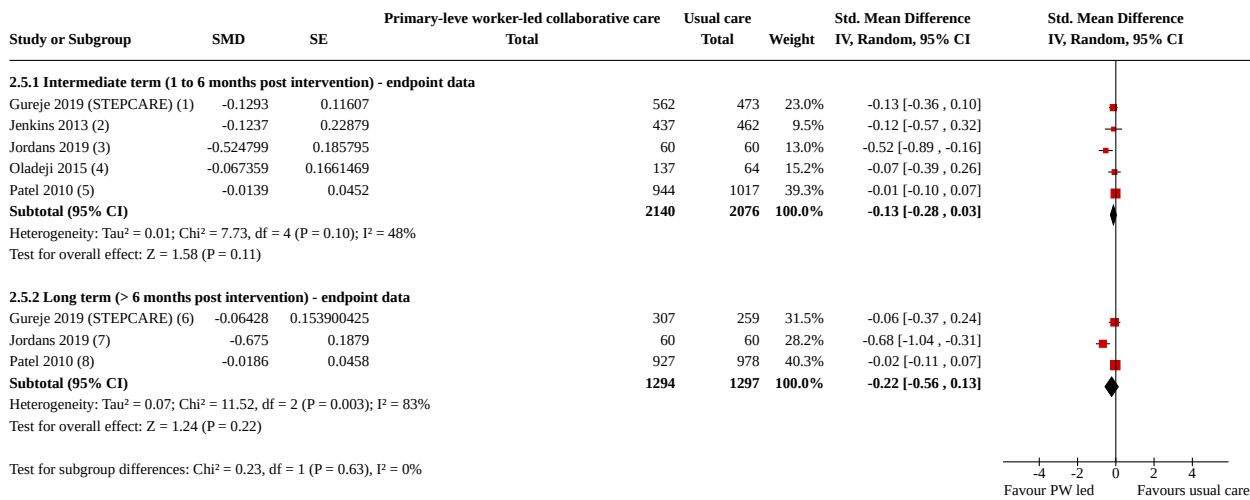 Primary-leve worker-led collaborative care Usual care Std. Mean Difference Std. Mean Difference
Study or Subgroup SMD SE Total Total Weight IV, Random, 95% CI IV, Random, 95% CI
2.5.1 Intermediate term (1 to 6 months post intervention) - endpoint data
Gureje 2019 (STEPCARE) (1) -0.1293 0.11607 562 473 23.0% -0.13 [-0.36 , 0.10]
Jenkins 2013 (2) -0.1237 0.22879 437 462 9.5% -0.12 [-0.57 , 0.32]
Jordans 2019 (3) -0.524799 0.185795 60 60 13.0% -0.52 [-0.89 , -0.16]
Oladeji 2015 (4) -0.067359 0.1661469 137 64 15.2% -0.07 [-0.39 , 0.26]
Patel 2010 (5) -0.0139 0.0452 944 1017 39.3% -0.01 [-0.10 , 0.07]
Subtotal (95% CI) 2140 2076 100.0% -0.13 [-0.28 , 0.03]
Heterogeneity: Tau² = 0.01; Chi² = 7.73, df = 4 (P = 0.10); I² = 48%
Test for overall effect: Z = 1.58 (P = 0.11)
2.5.2 Long term (> 6 months post intervention) - endpoint data
Gureje 2019 (STEPCARE) (6) -0.06428 0.153900425 307 259 31.5% -0.06 [-0.37 , 0.24]
Jordans 2019 (7) -0.675 0.1879 60 60 28.2% -0.68 [-1.04 , -0.31]
Patel 2010 (8) -0.0186 0.0458 927 978 40.3% -0.02 [-0.11 , 0.07]
Subtotal (95% CI) 1294 1297 100.0% -0.22 [-0.56 , 0.13]
Heterogeneity: Tau² = 0.07; Chi² = 11.52, df = 2 (P = 0.003); I² = 83%
Test for overall effect: Z = 1.24 (P = 0.22)
Test for subgroup differences: Chi² = 0.23, df = 1 (P = 0.63), I² = 0%
-4 -2 0 2 4
Favour PW led Favours usual care